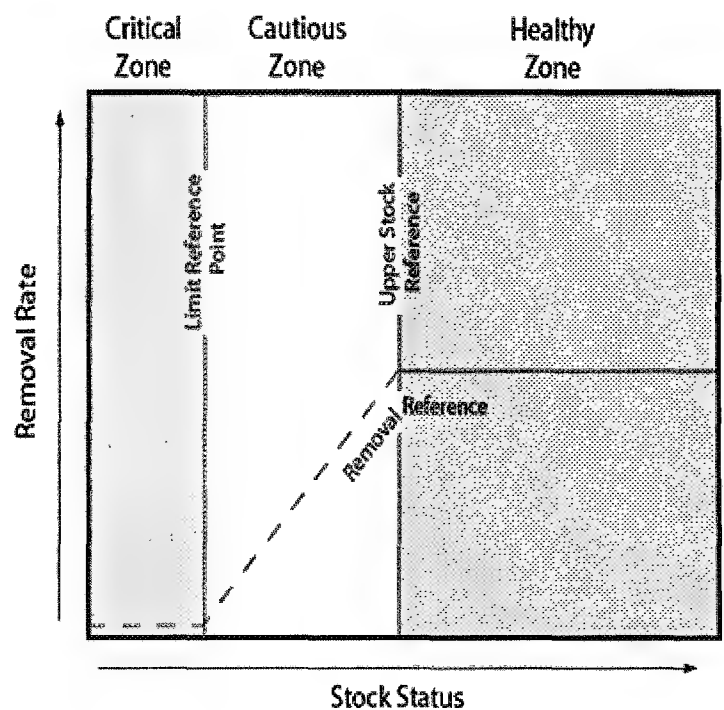 Critical
Zone
Cautious
Zone
Healthy
Zone
Removal Rate
Limit Reference
Point
Upper Stock
Reference
Removal Reference
Stock Status